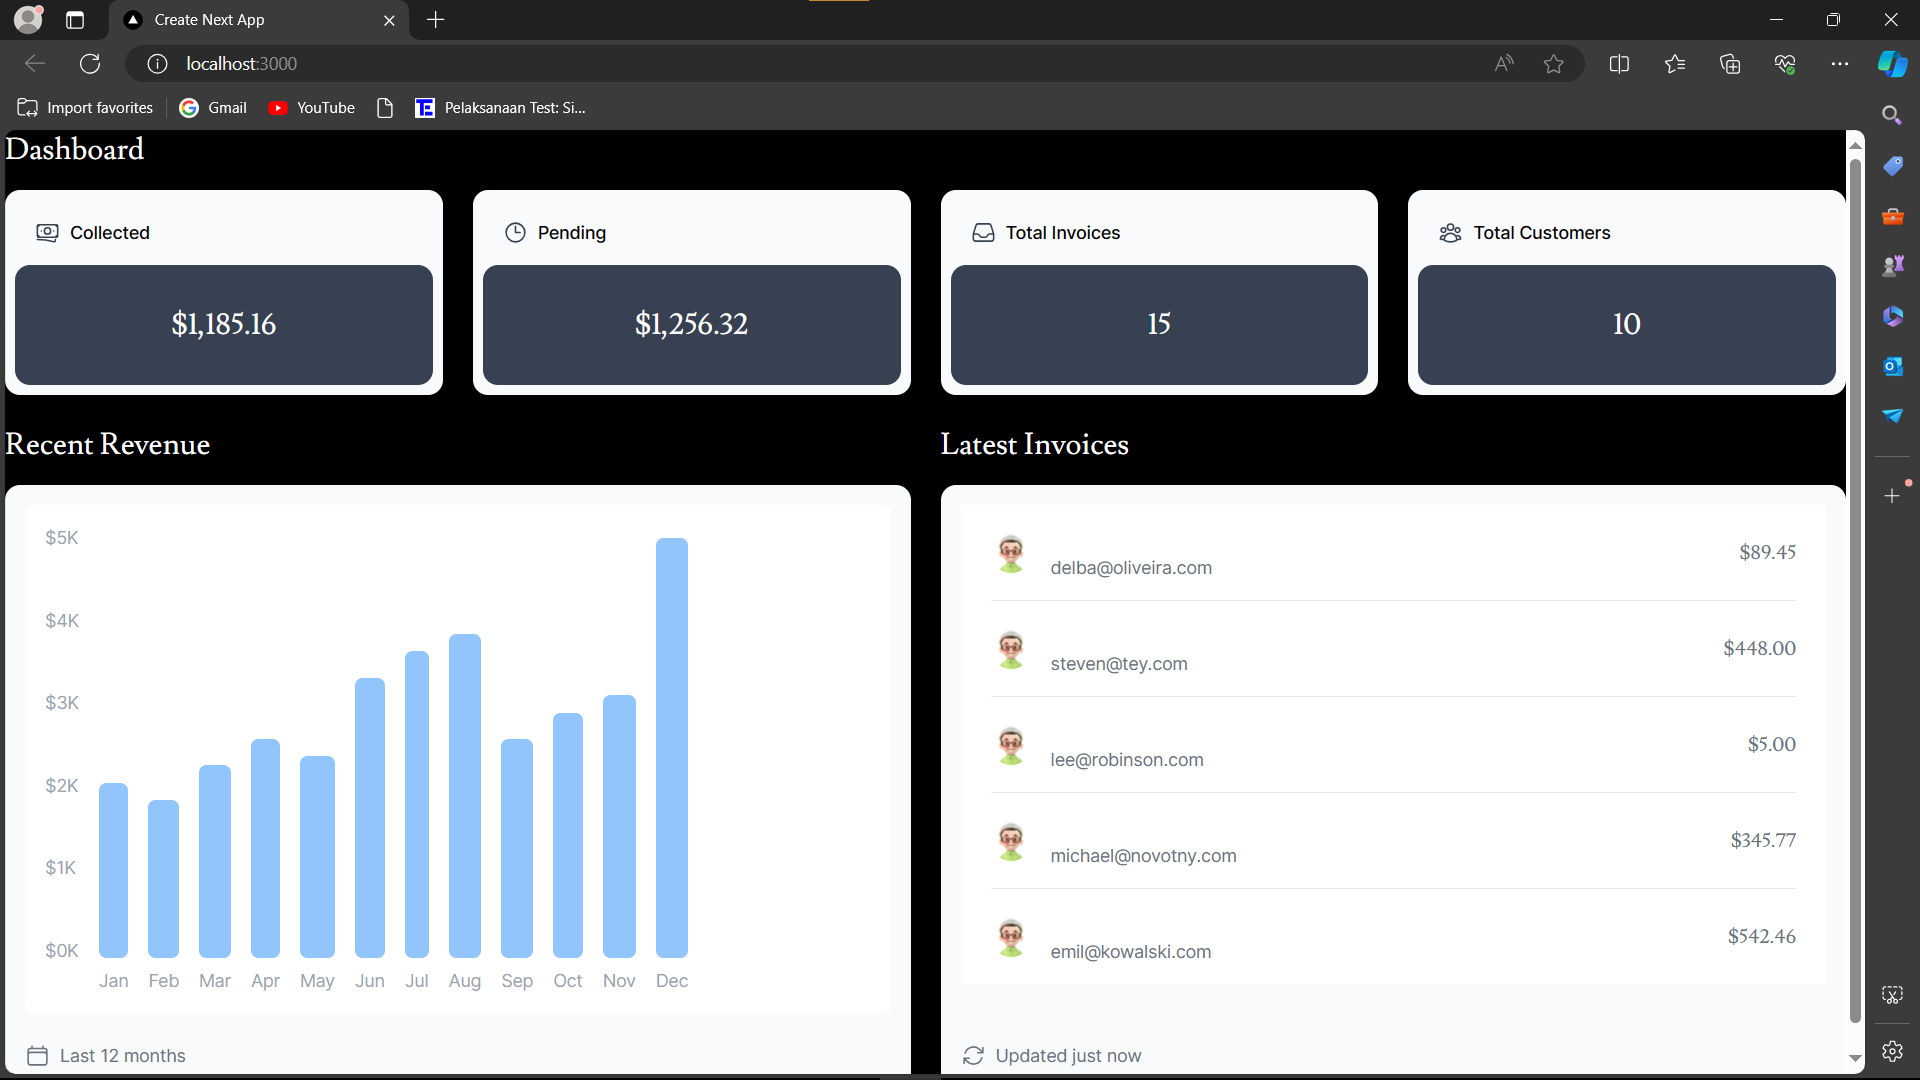 Create Next App
localhost:3000
Import favorites
Gmail
YouTube
Pelaksanaan Test: Si...
Dashboard
Collected
$1,185.16
Pending
$1,256.32
Total Invoices
15
Total Customers
10
Recent Revenue
$5K
$4K
$3K
$2K
$1K
$0K
Jan Feb Mar Apr May Jun Jul Aug Sep Oct Nov Dec
Last 12 months
Latest Invoices
delba@oliveira.com
$89.45
steven@tey.com
$448.00
lee@robinson.com
$5.00
michael@novotny.com
$345.77
emil@kowalski.com
$542.46
Updated just now